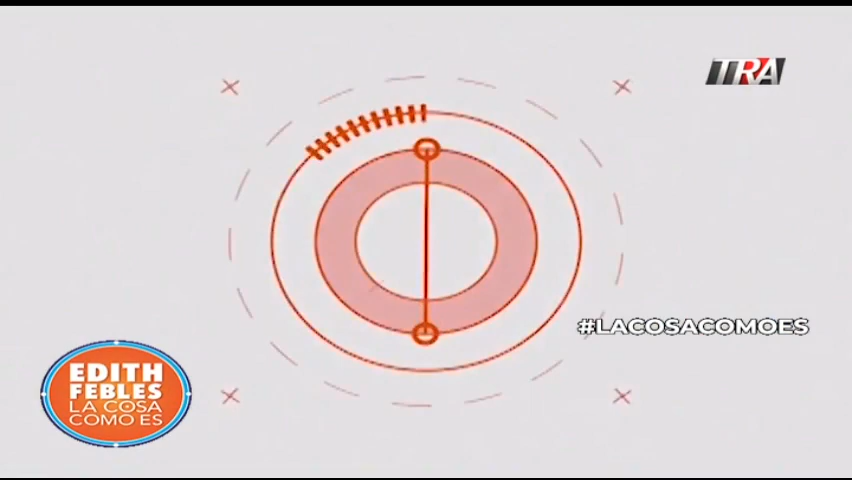 TRA
#LACOSACOMOES
EDITH
FEBLES
LA COSA
COMO ES